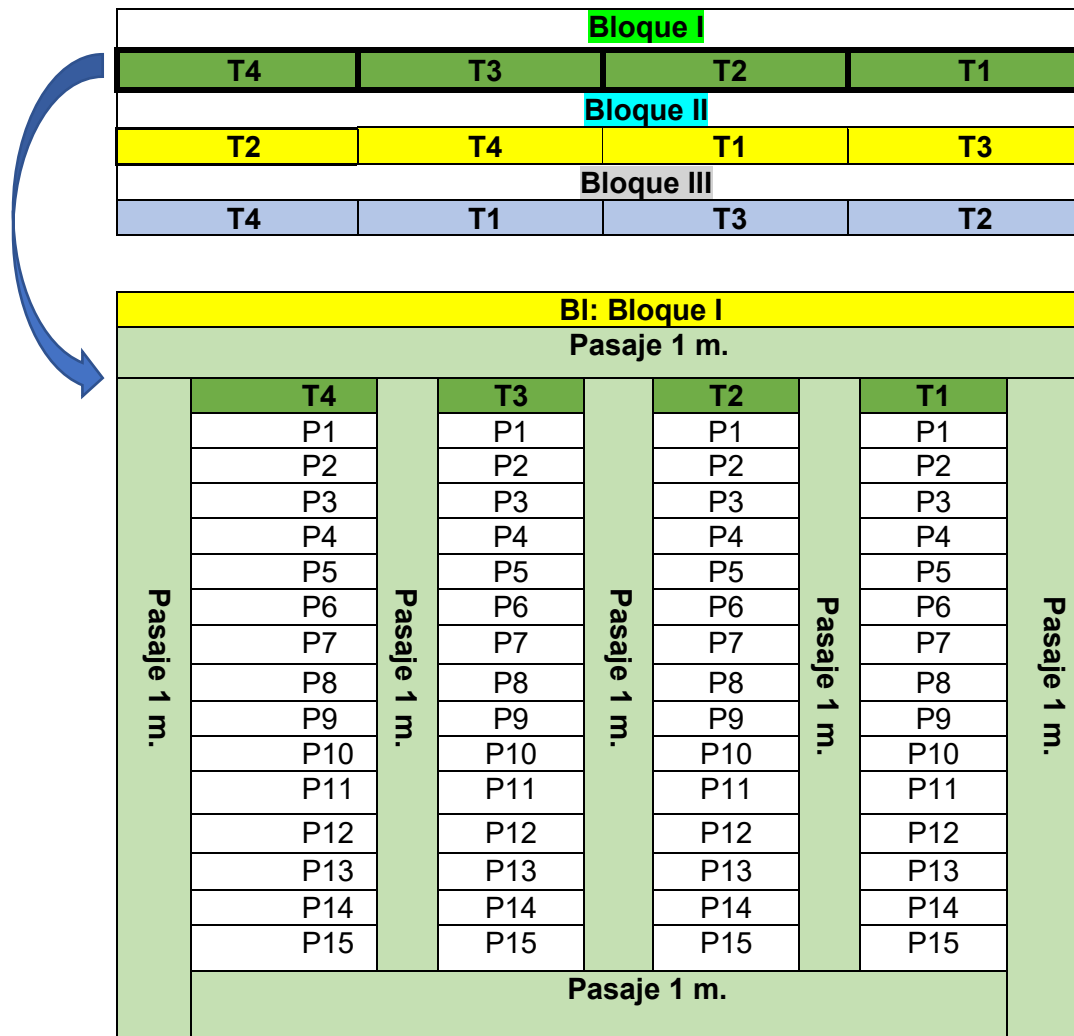 Bloque I
T4 T3 T2 T1
Bloque II
T2 T4 T1 T3
Bloque III
T4 T1 T3 T2
BI: Bloque I
Pasaje 1 m.
T4 T3 T2 T1
P1 P1 P1 P1
P2 P2 P2 P2
P3 P3 P3 P3
P4 P4 P4 P4
P5 P5 P5 P5
P6 P6 P6 P6
P7 P7 P7 P7
P8 P8 P8 P8
P9 P9 P9 P9
P10 P10 P10 P10
P11 P11 P11 P11
P12 P12 P12 P12
P13 P13 P13 P13
P14 P14 P14 P14
P15 P15 P15 P15
Pasaje 1 m.
Pasaje 1 m.
Pasaje 1 m.
Pasaje 1 m.
Pasaje 1 m.
Pasaje 1 m.